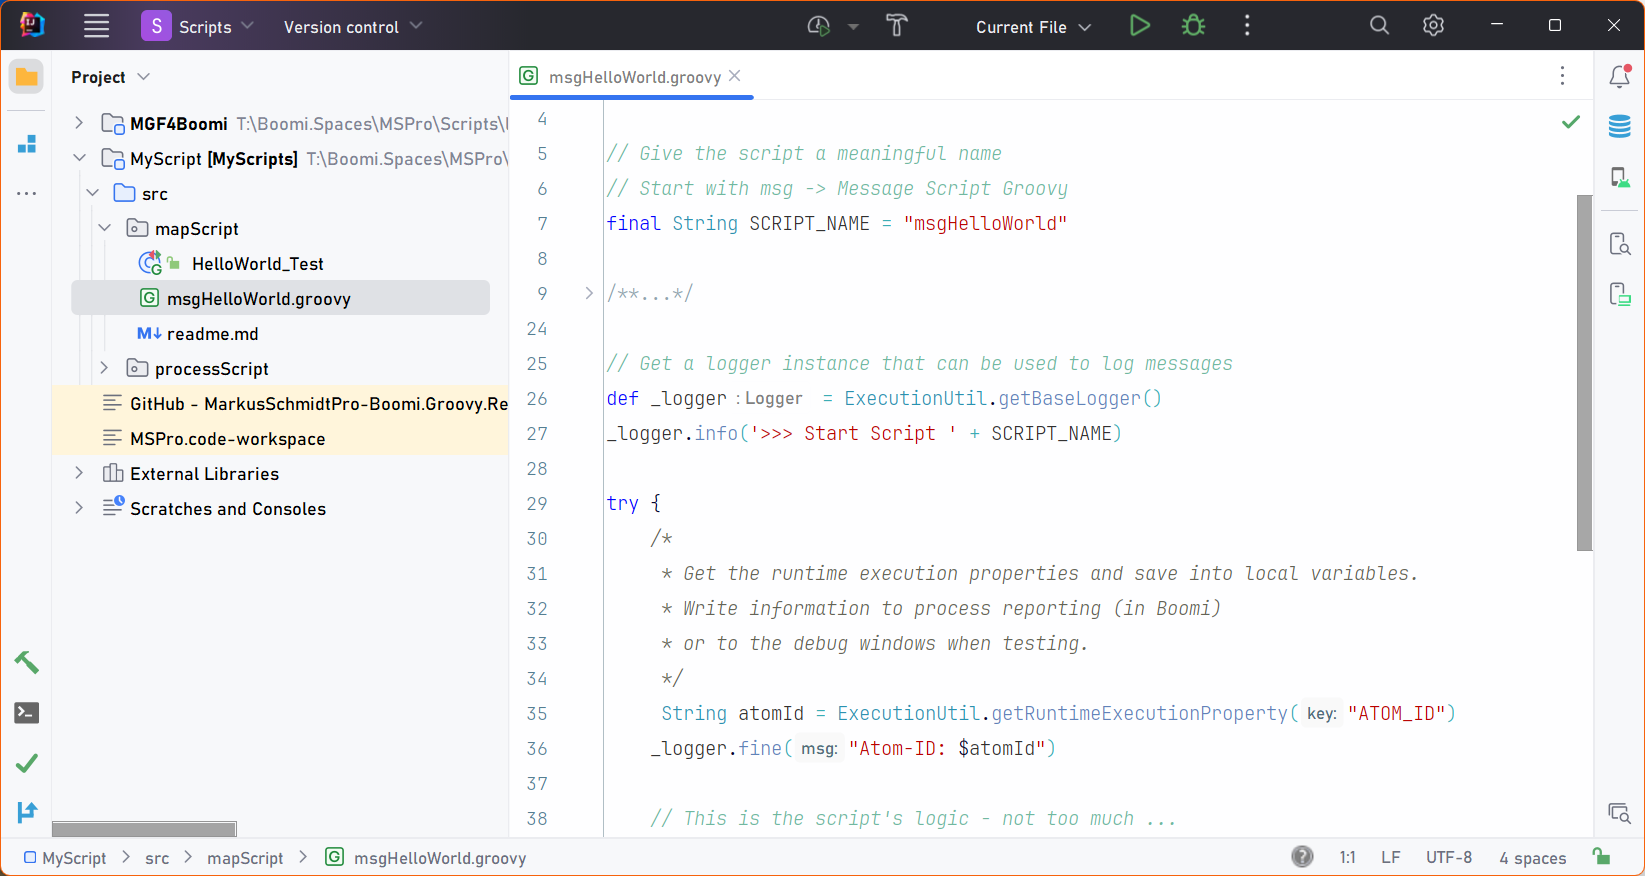 S Scripts Version control Current File
Project
msgHelloWorld.groovy
MGF4Boomi T:\Boomi.Spaces\MSPro\Scripts\
MyScript [MyScripts] T:\Boomi.Spaces\MSPro\
src
mapScript
HelloWorld_Test
msgHelloWorld.groovy
M↓ readme.md
processScript
GitHub - MarkusSchmidtPro-Boomi.Groovy.Re
MSPro.code-workspace
External Libraries
Scratches and Consoles
4
5 // Give the script a meaningful name
6 // Start with msg -> Message Script Groovy
7 final String SCRIPT_NAME = "msgHelloWorld"
8
9 /**...*/
24
25 // Get a logger instance that can be used to log messages
26 def _logger : Logger = ExecutionUtil.getBaseLogger()
27 _logger.info('>>> Start Script ' + SCRIPT_NAME)
28
29 try {
30 /*
31 * Get the runtime execution properties and save into local variables.
32 * Write information to process reporting (in Boomi)
33 * or to the debug windows when testing.
34 */
35 String atomId = ExecutionUtil.getRuntimeExecutionProperty( key: "ATOM_ID")
36 _logger.fine( msg: "Atom-ID: $atomId")
37
38 // This is the script's logic - not too much ...
MyScript > src > mapScript > msgHelloWorld.groovy
1:1 LF UTF-8 4 spaces